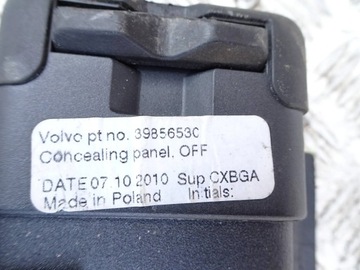 Volvo pt no. 39856530
Concealing panel. OFF
DATE 07.10 2010 Sup CXBGA
Made in Poland Initials: